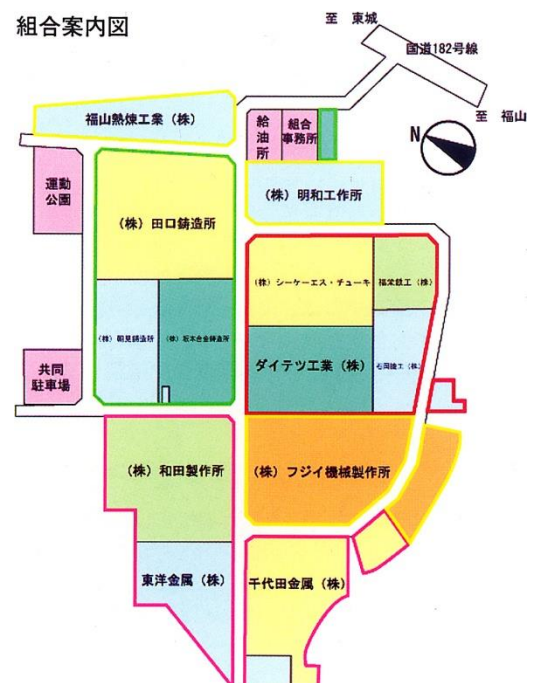 組合案内図
至 東城
国道182号線
至 福山
N
福山熱煉工業（株）
給油所
組合事務所
運動公園
（株）明和工作所
（株）田口鋳造所
（株）シーケーエス・チューキ
福栄鉄工（株）
（株）朝見鋳造所
（株）坂本合金鋳造所
ダイテツ工業（株）
石岡鐵工（株）
共同駐車場
（株）和田製作所
（株）フジイ機械製作所
東洋金属（株）
千代田金属（株）